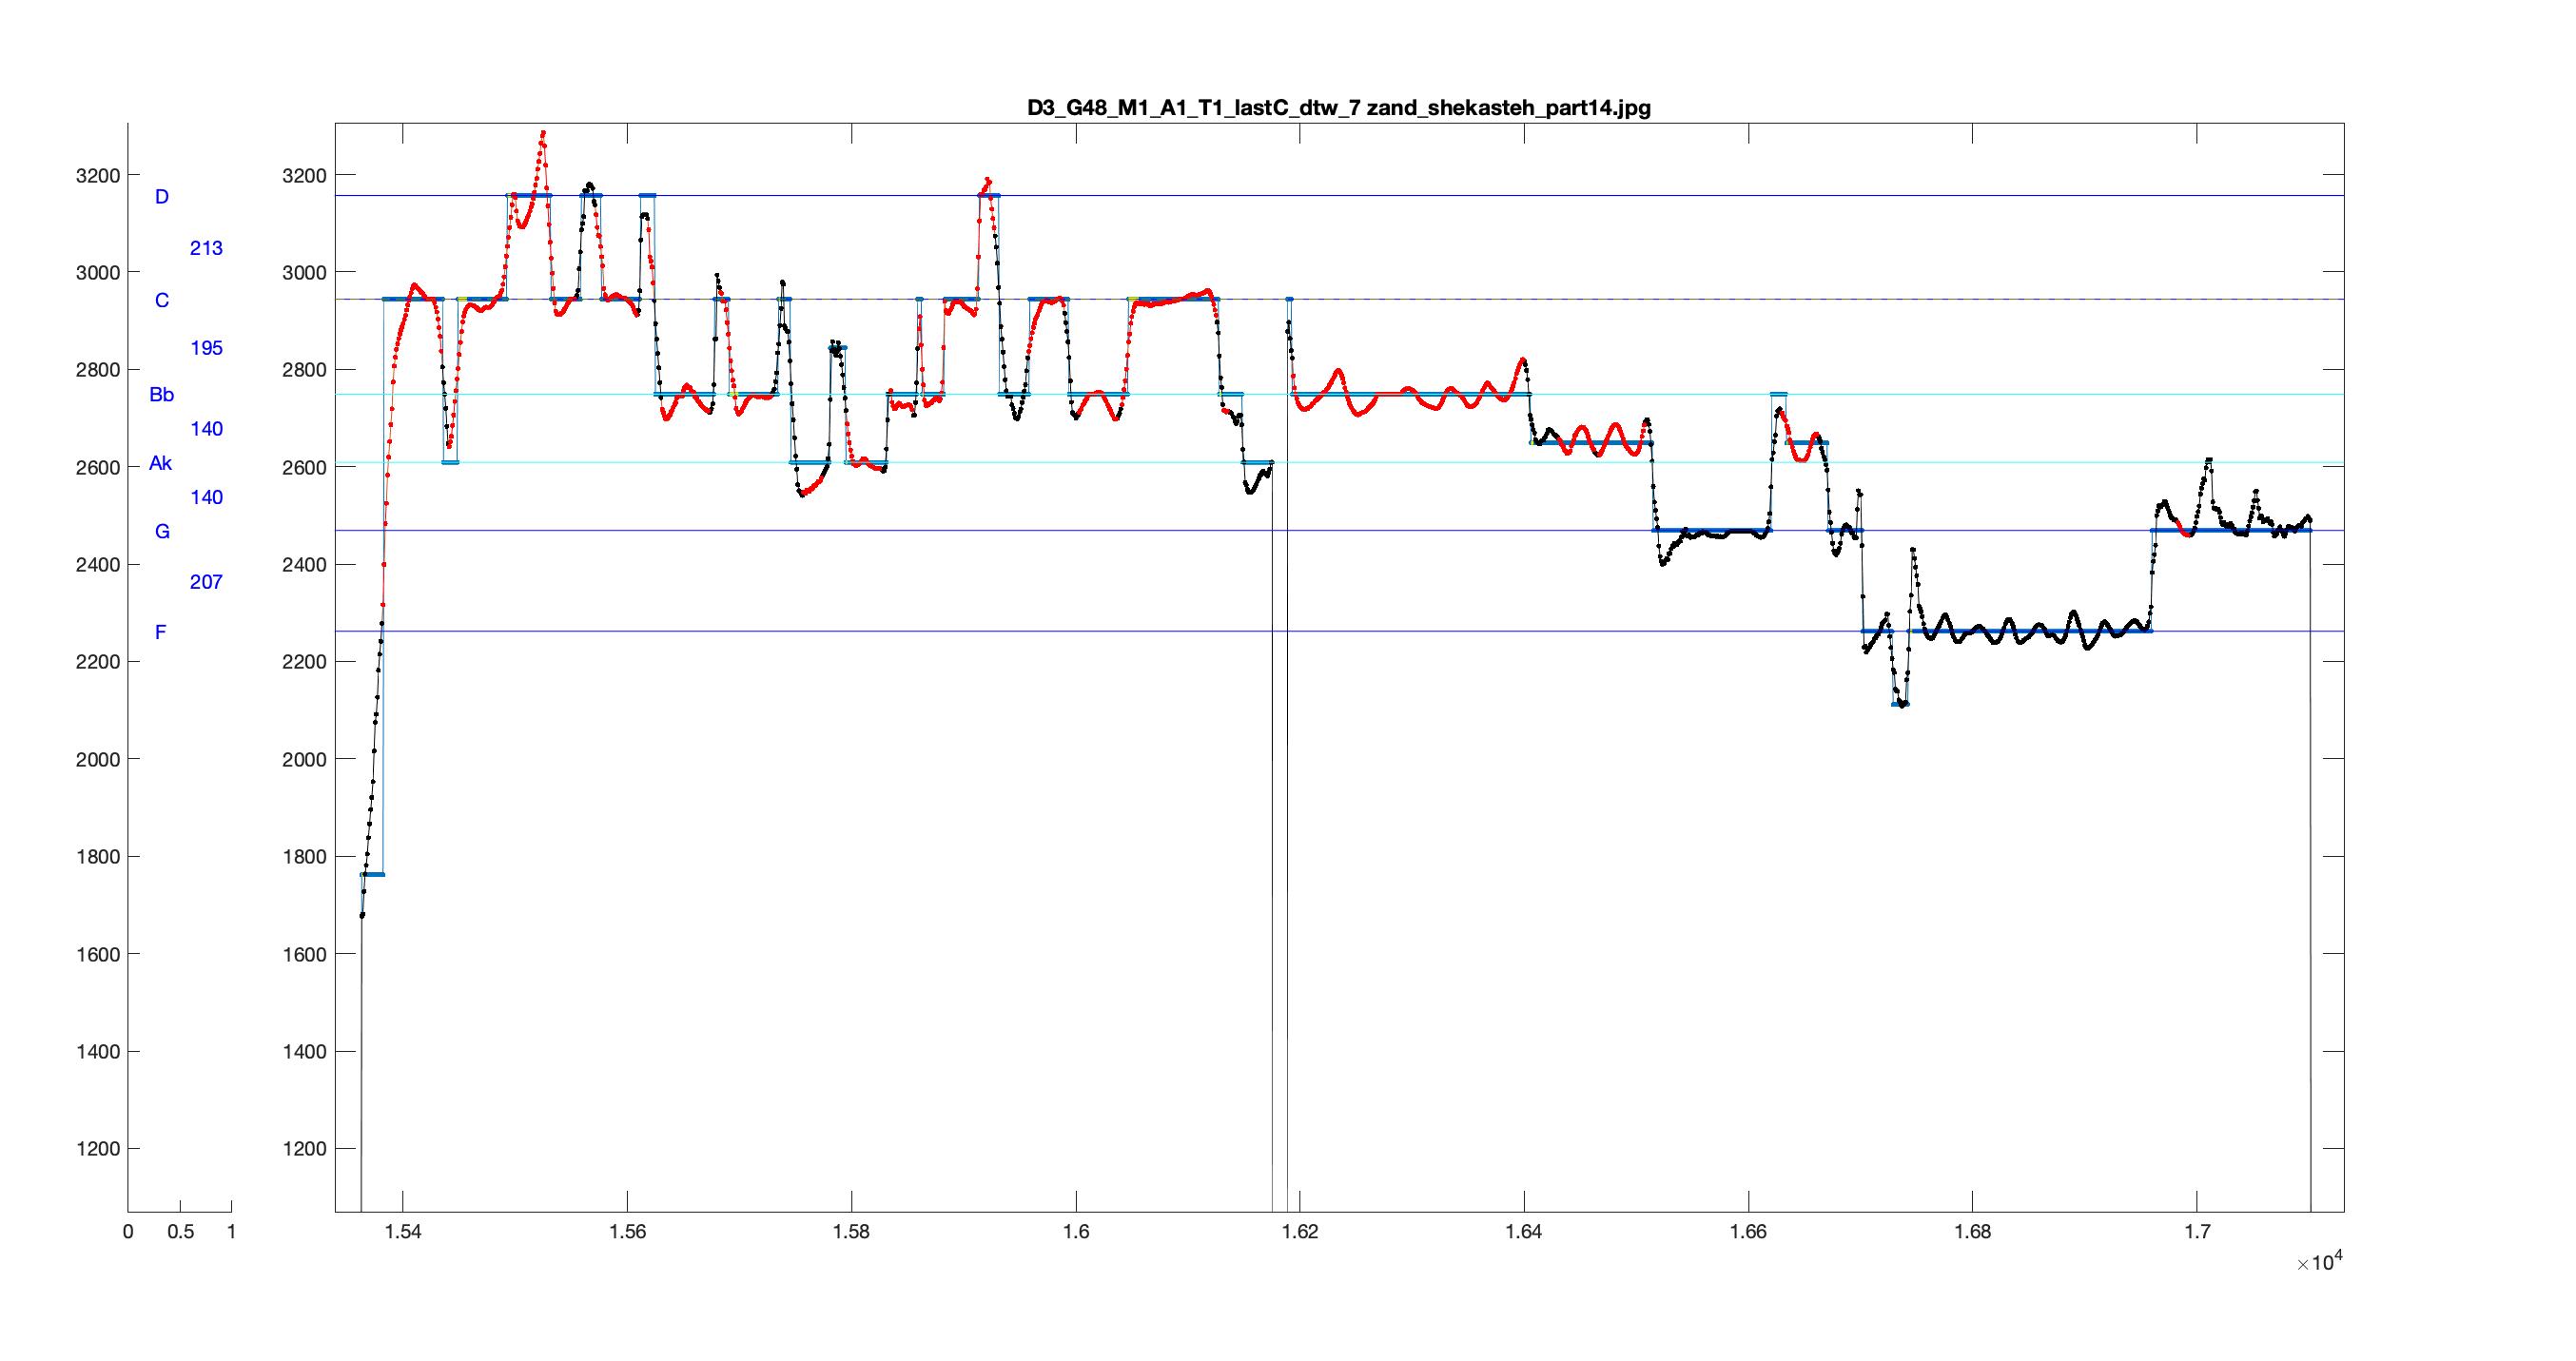 D3_G48_M1_A1_T1_lastC_dtw_7 zand_shekasteh_part14.jpg
3200 D 3200
213
3000 C 3000
195
2800 Bb 2800
140
2600 Ak 2600
140
G
2400 2400
207
F
2200 2200
2000 2000
1800 1800
1600 1600
1400 1400
1200 1200
0 0.5 1 1.54 1.56 1.58 1.6 1.62 1.64 1.66 1.68 1.7
×10^4